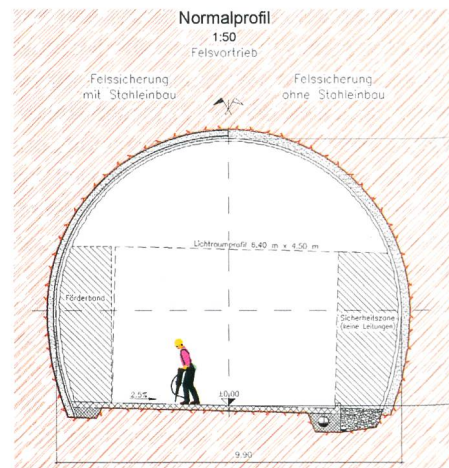 Normalprofil
1:50
Felsvortrieb
Felssicherung
mit Stahleinbau
Felssicherung
ohne Stahleinbau
Lichtraumprofil 6,40 m x 4,50 m
Förderband
Sicherheitszone
(keine Leitungen)
2,5%
±0,00
9.90